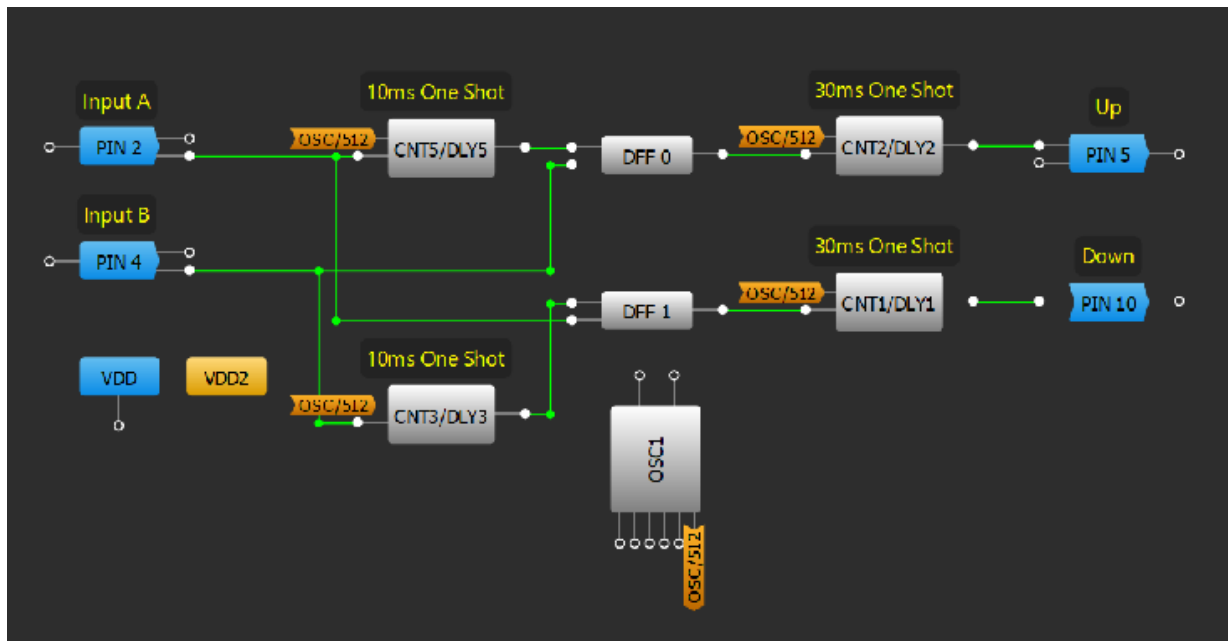 Input A
10ms One Shot
30ms One Shot
Up
PIN 2
OSC/512
CNT5/DLY5
DFF 0
OSC/512
CNT2/DLY2
PIN 5
Input B
30ms One Shot
Down
PIN 4
OSC/512
DFF 1
CNT1/DLY1
PIN 10
10ms One Shot
VDD
VDD2
OSC/512
CNT3/DLY3
OSC1
OSC/512